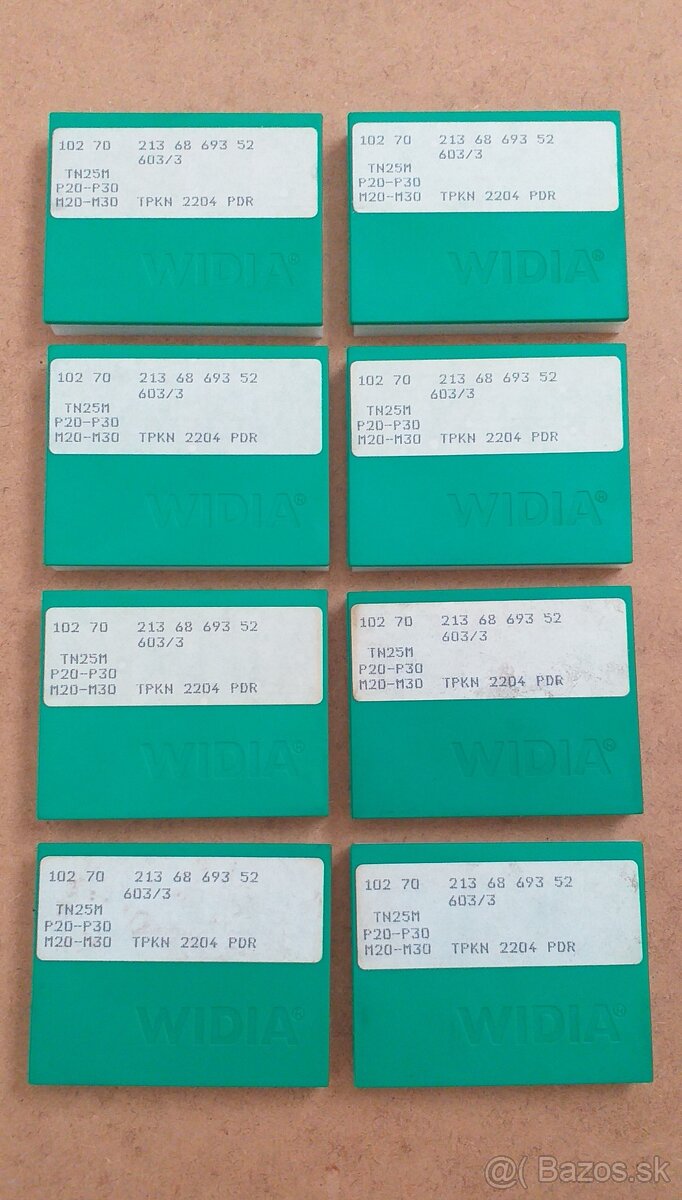 102 70 213 68 693 52
603/3
TN25M
P20-P30
M20-M30 TPKN 2204 PDR
WIDIA®
102 70 213 68 693 52
603/3
TN25M
P20-P30
M20-M30 TPKN 2204 PDR
WIDIA®
102 70 213 68 693 52
603/3
TN25M
P20-P30
M20-M30 TPKN 2204 PDR
WIDIA®
102 70 213 68 693 52
603/3
TN25M
P20-P30
M20-M30 TPKN 2204 PDR
WIDIA®
102 70 213 68 693 52
603/3
TN25M
P20-P30
M20-M30 TPKN 2204 PDR
WIDIA®
102 70 213 68 693 52
603/3
TN25M
P20-P30
M20-M30 TPKN 2204 PDR
WIDIA®
102 70 213 68 693 52
603/3
TN25M
P20-P30
M20-M30 TPKN 2204 PDR
WIDIA®
102 70 213 68 693 52
603/3
TN25M
P20-P30
M20-M30 TPKN 2204 PDR
WIDIA®
@( Bazos.sk